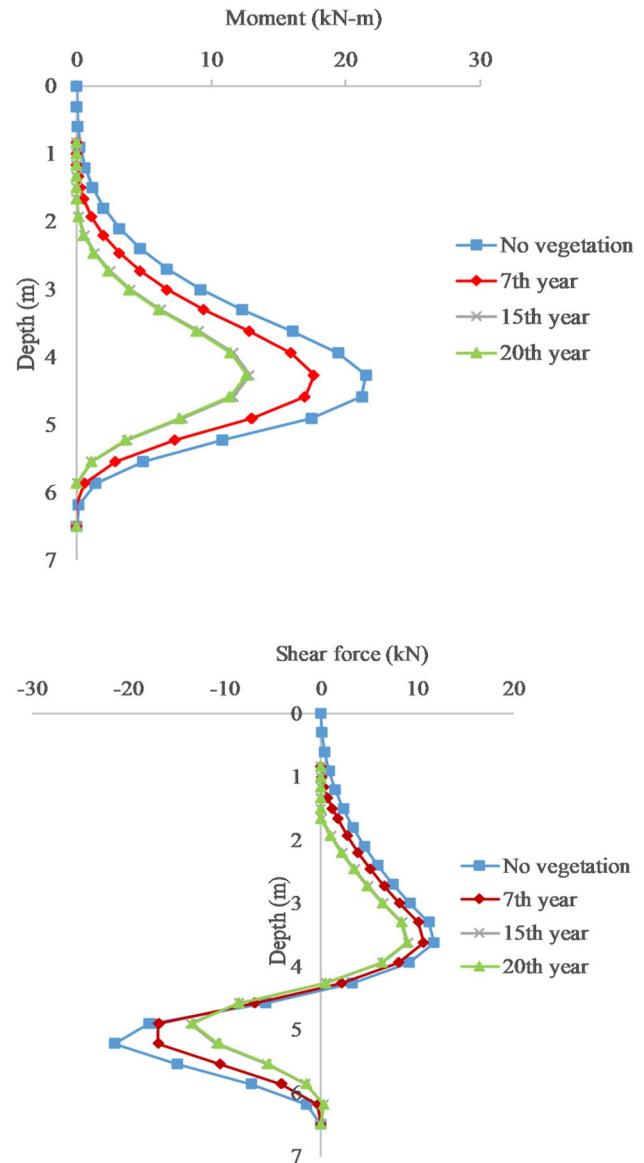 Moment (kN-m)
0 10 20 30
0
1
2
3
4
5
6
7
Depth (m)
No vegetation
7th year
15th year
20th year
Shear force (kN)
-30 -20 -10 0 10 20
0
1
2
3
4
5
6
7
Depth (m)
No vegetation
7th year
15th year
20th year